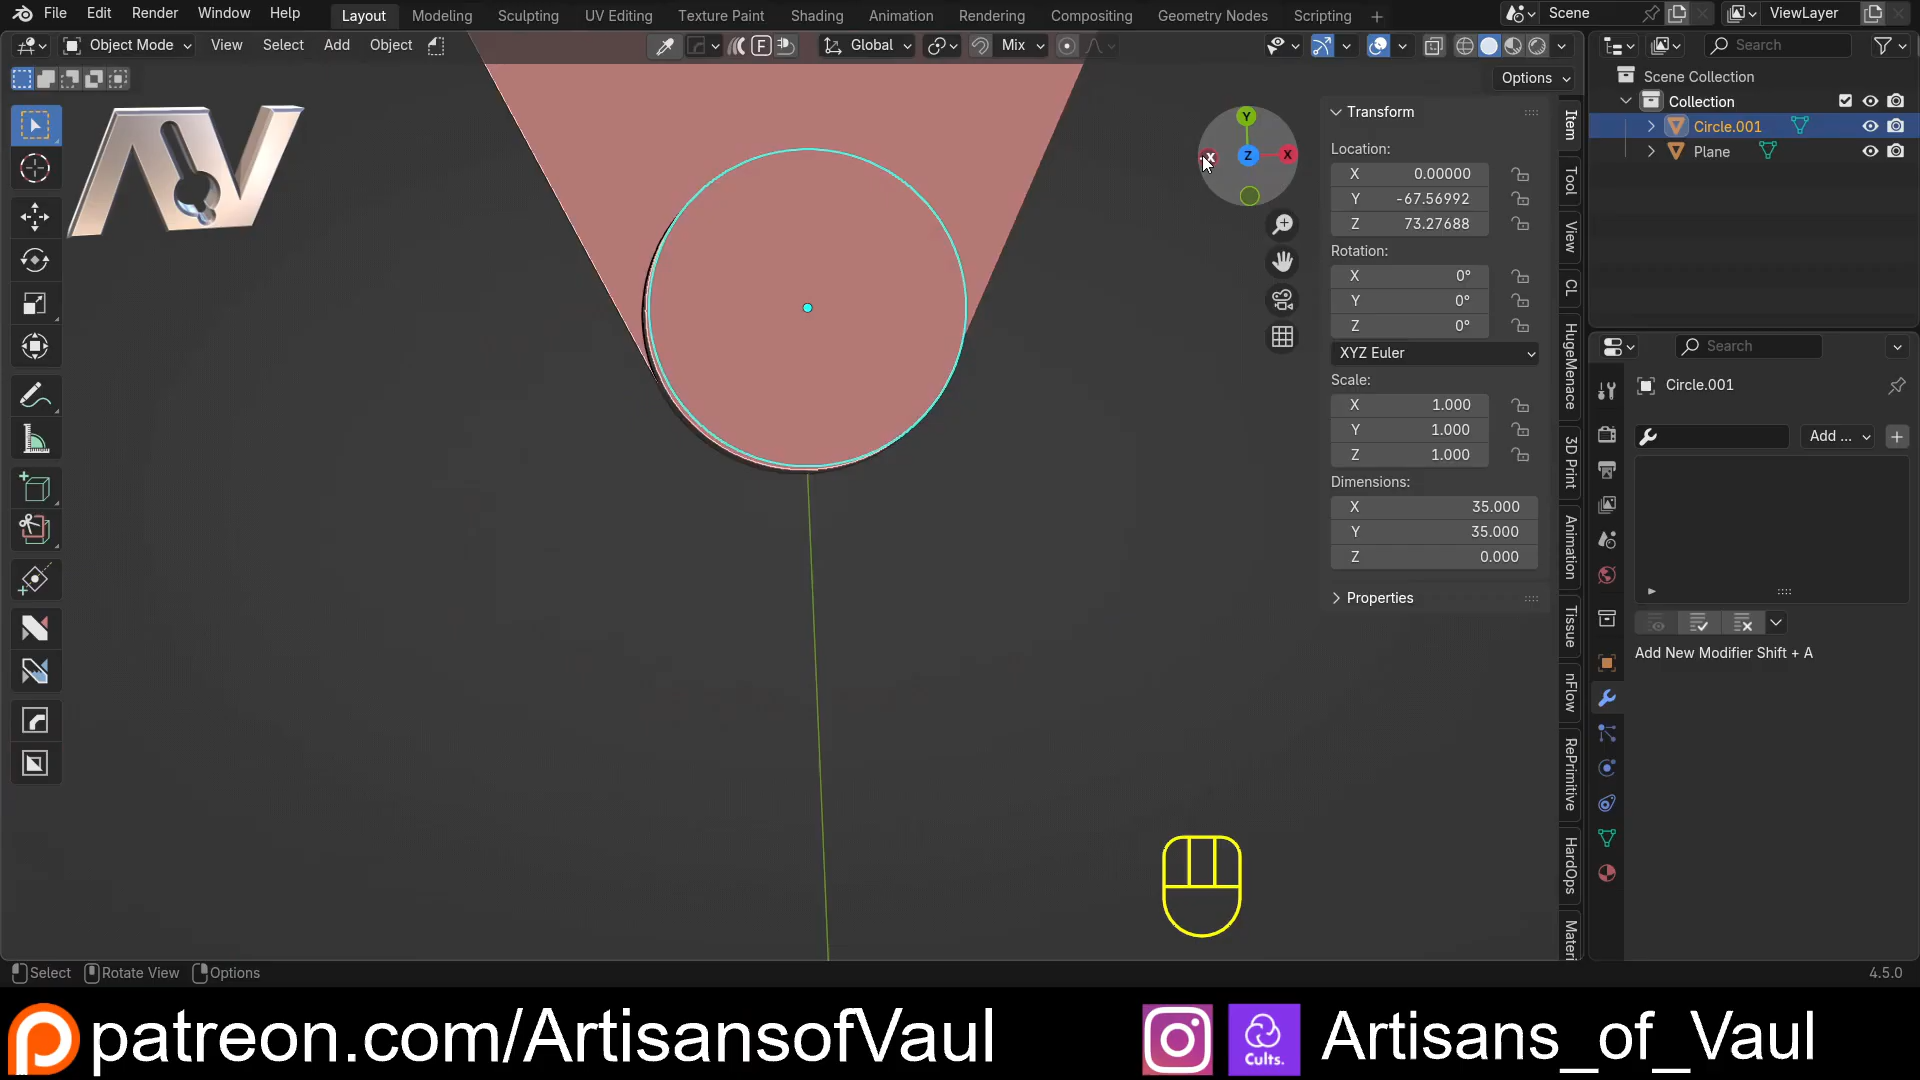 File Edit Render Window Help Layout Modeling Sculpting UV Editing Texture Paint Shading Animation Rendering Compositing Geometry Nodes Scripting + Scene ViewLayer
Object Mode View Select Add Object F Global Mix Search
Options
Scene Collection
Collection
Circle.001
Plane
Y
X Z X
Transform
Location:
X 0.00000
Y -67.56992
Z 73.27688
Rotation:
X 0°
Y 0°
Z 0°
XYZ Euler
Scale:
X 1.000
Y 1.000
Z 1.000
Dimensions:
X 35.000
Y 35.000
Z 0.000
Properties
Item
Tool
View
CL
HugeMenace
3D Print
Animation
Tissue
nFlow
RePrimitive
HardOps
Materi
Search
Circle.001
Add ...
Add New Modifier Shift + A
Select Rotate View Options 4.5.0
patreon.com/ArtisansofVaul Cults. Artisans_of_Vaul